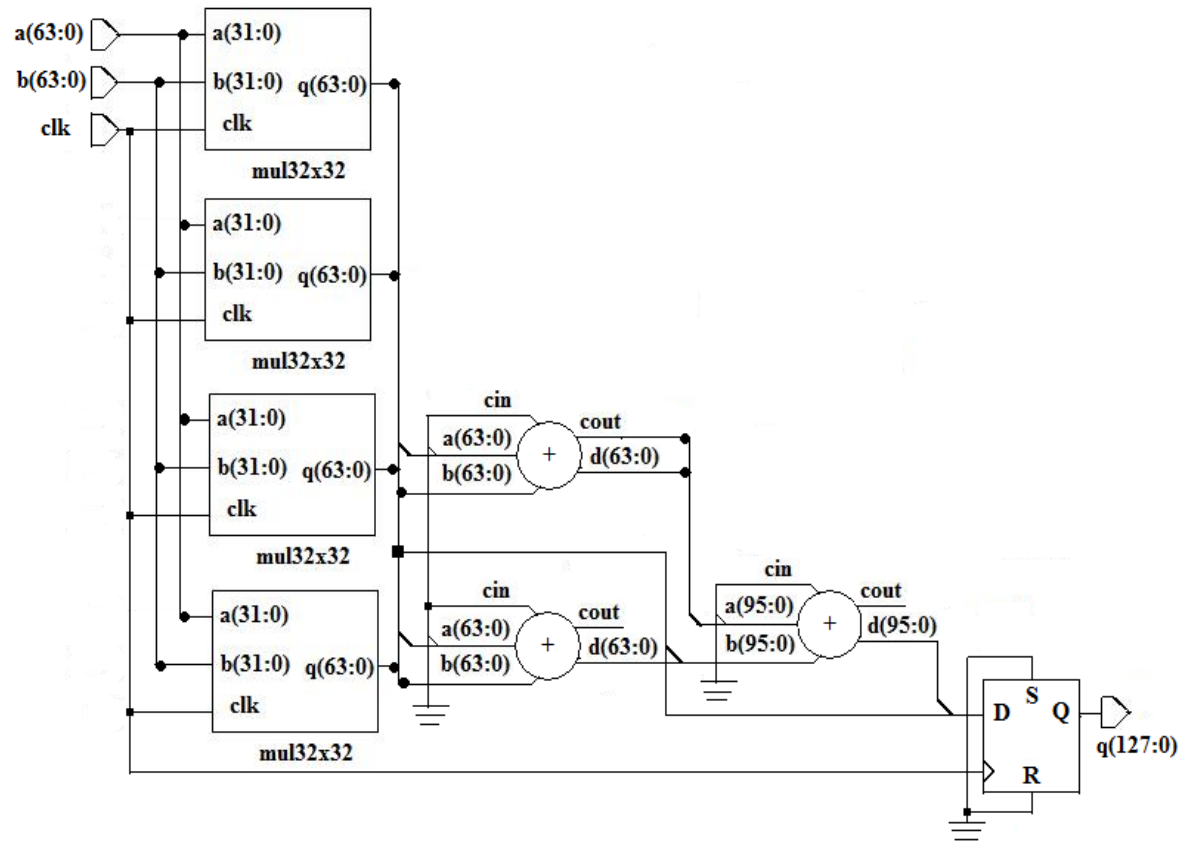 a(63:0)
b(63:0)
clk
a(31:0)
b(31:0) q(63:0)
clk
mul32x32
a(31:0)
b(31:0) q(63:0)
clk
mul32x32
a(31:0)
b(31:0) q(63:0)
clk
mul32x32
a(31:0)
b(31:0) q(63:0)
clk
mul32x32
cin
cout
a(63:0)
+
d(63:0)
b(63:0)
cin
cout
a(63:0)
+
d(63:0)
b(63:0)
cin
cout
a(95:0)
+
d(95:0)
b(95:0)
S
D Q
R
q(127:0)